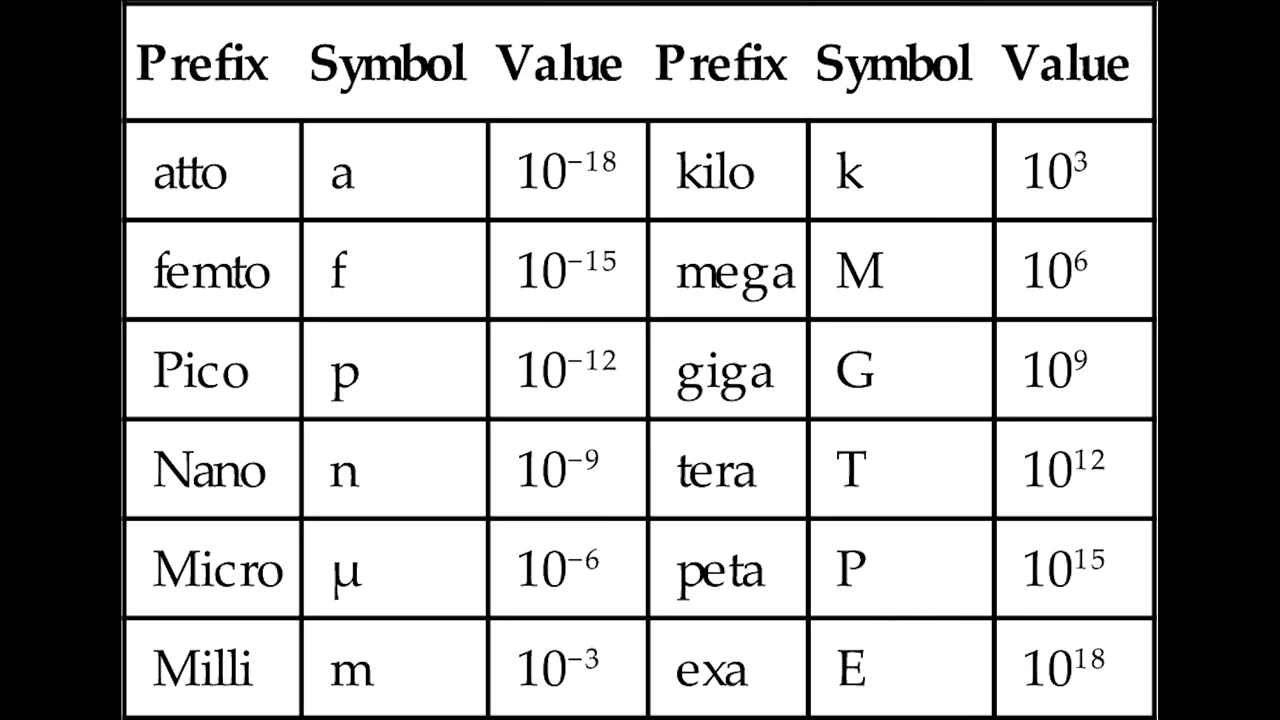 Prefix Symbol Value Prefix Symbol Value
atto a 10⁻¹⁸ kilo k 10³
femto f 10⁻¹⁵ mega M 10⁶
Pico p 10⁻¹² giga G 10⁹
Nano n 10⁻⁹ tera T 10¹²
Micro µ 10⁻⁶ peta P 10¹⁵
Milli m 10⁻³ exa E 10¹⁸